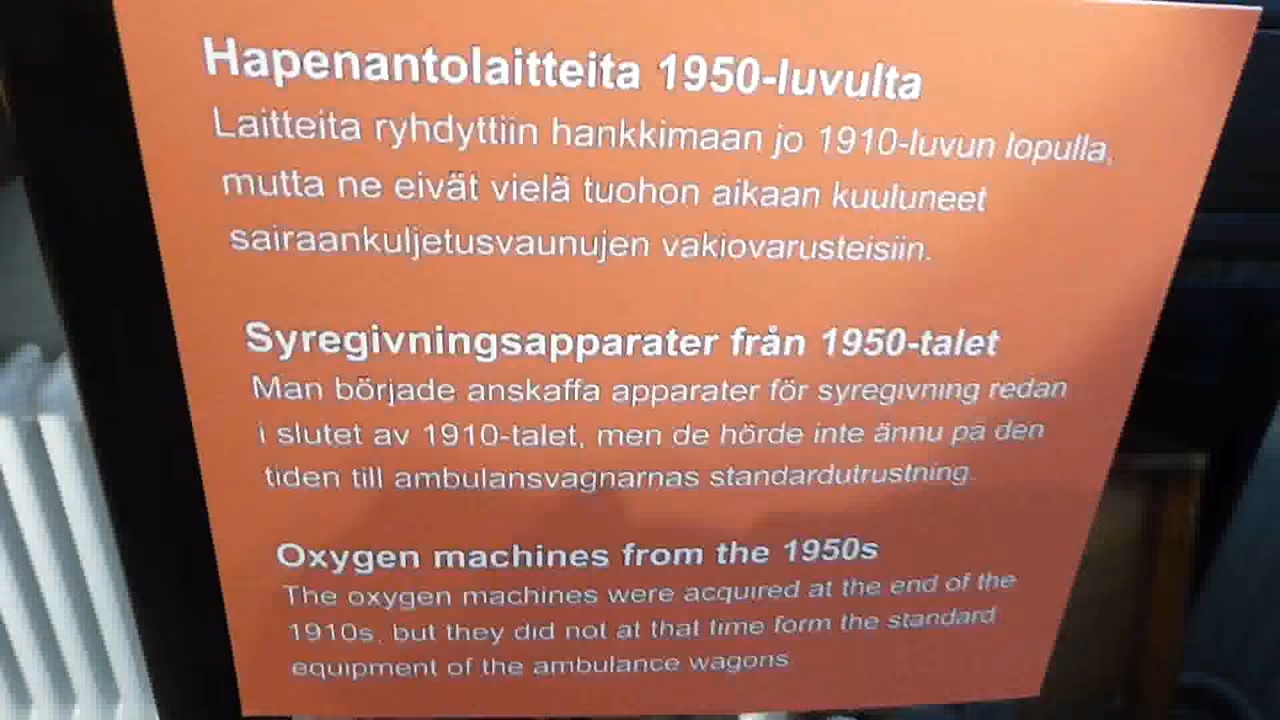 Hapenantolaitteita 1950-luvulta
Laitteita ryhdyttiin hankkimaan jo 1910-luvun lopulla,
mutta ne eivät vielä tuohon aikaan kuuluneet
sairaankuljetusvaunujen vakiovarusteisiin.
Syregivningsapparater från 1950-talet
Man började anskaffa apparater för syregivning redan
i slutet av 1910-talet, men de hörde inte ännu på den
tiden till ambulansvagnarnas standardutrustning.
Oxygen machines from the 1950s
The oxygen machines were acquired at the end of the
1910s, but they did not at that time form the standard
equipment of the ambulance wagons